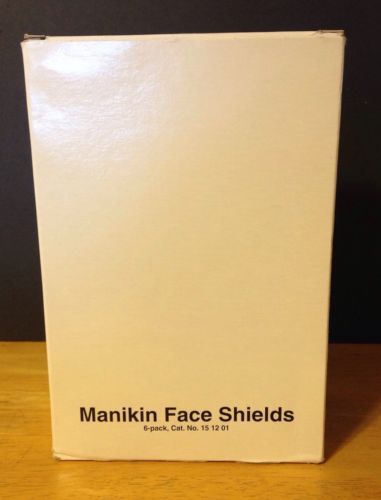 Manikin Face Shields
6-pack, Cat. No. 15 12 01